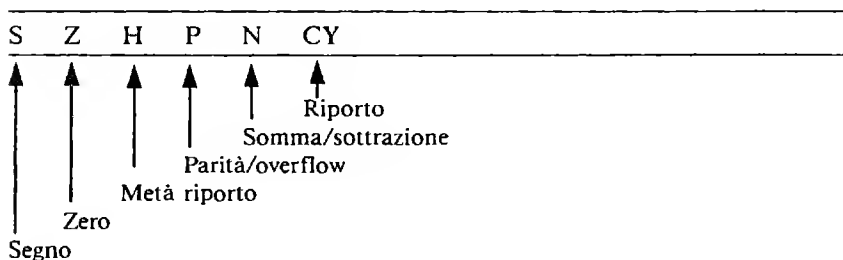 S Z H P N CY
Riporto
Somma/sottrazione
Parità/overflow
Metà riporto
Zero
Segno